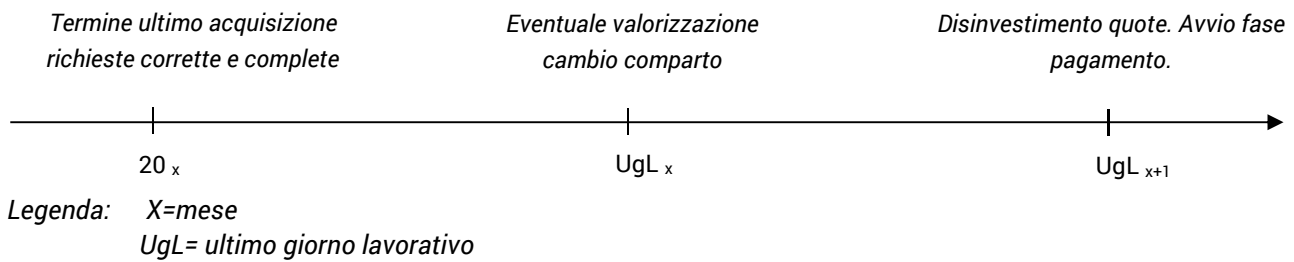 Termine ultimo acquisizione
richieste corrette e complete
Eventuale valorizzazione
cambio comparto
Disinvestimento quote. Avvio fase
pagamento.
20 x
UgL x
UgL x+1
Legenda: X=mese
UgL= ultimo giorno lavorativo